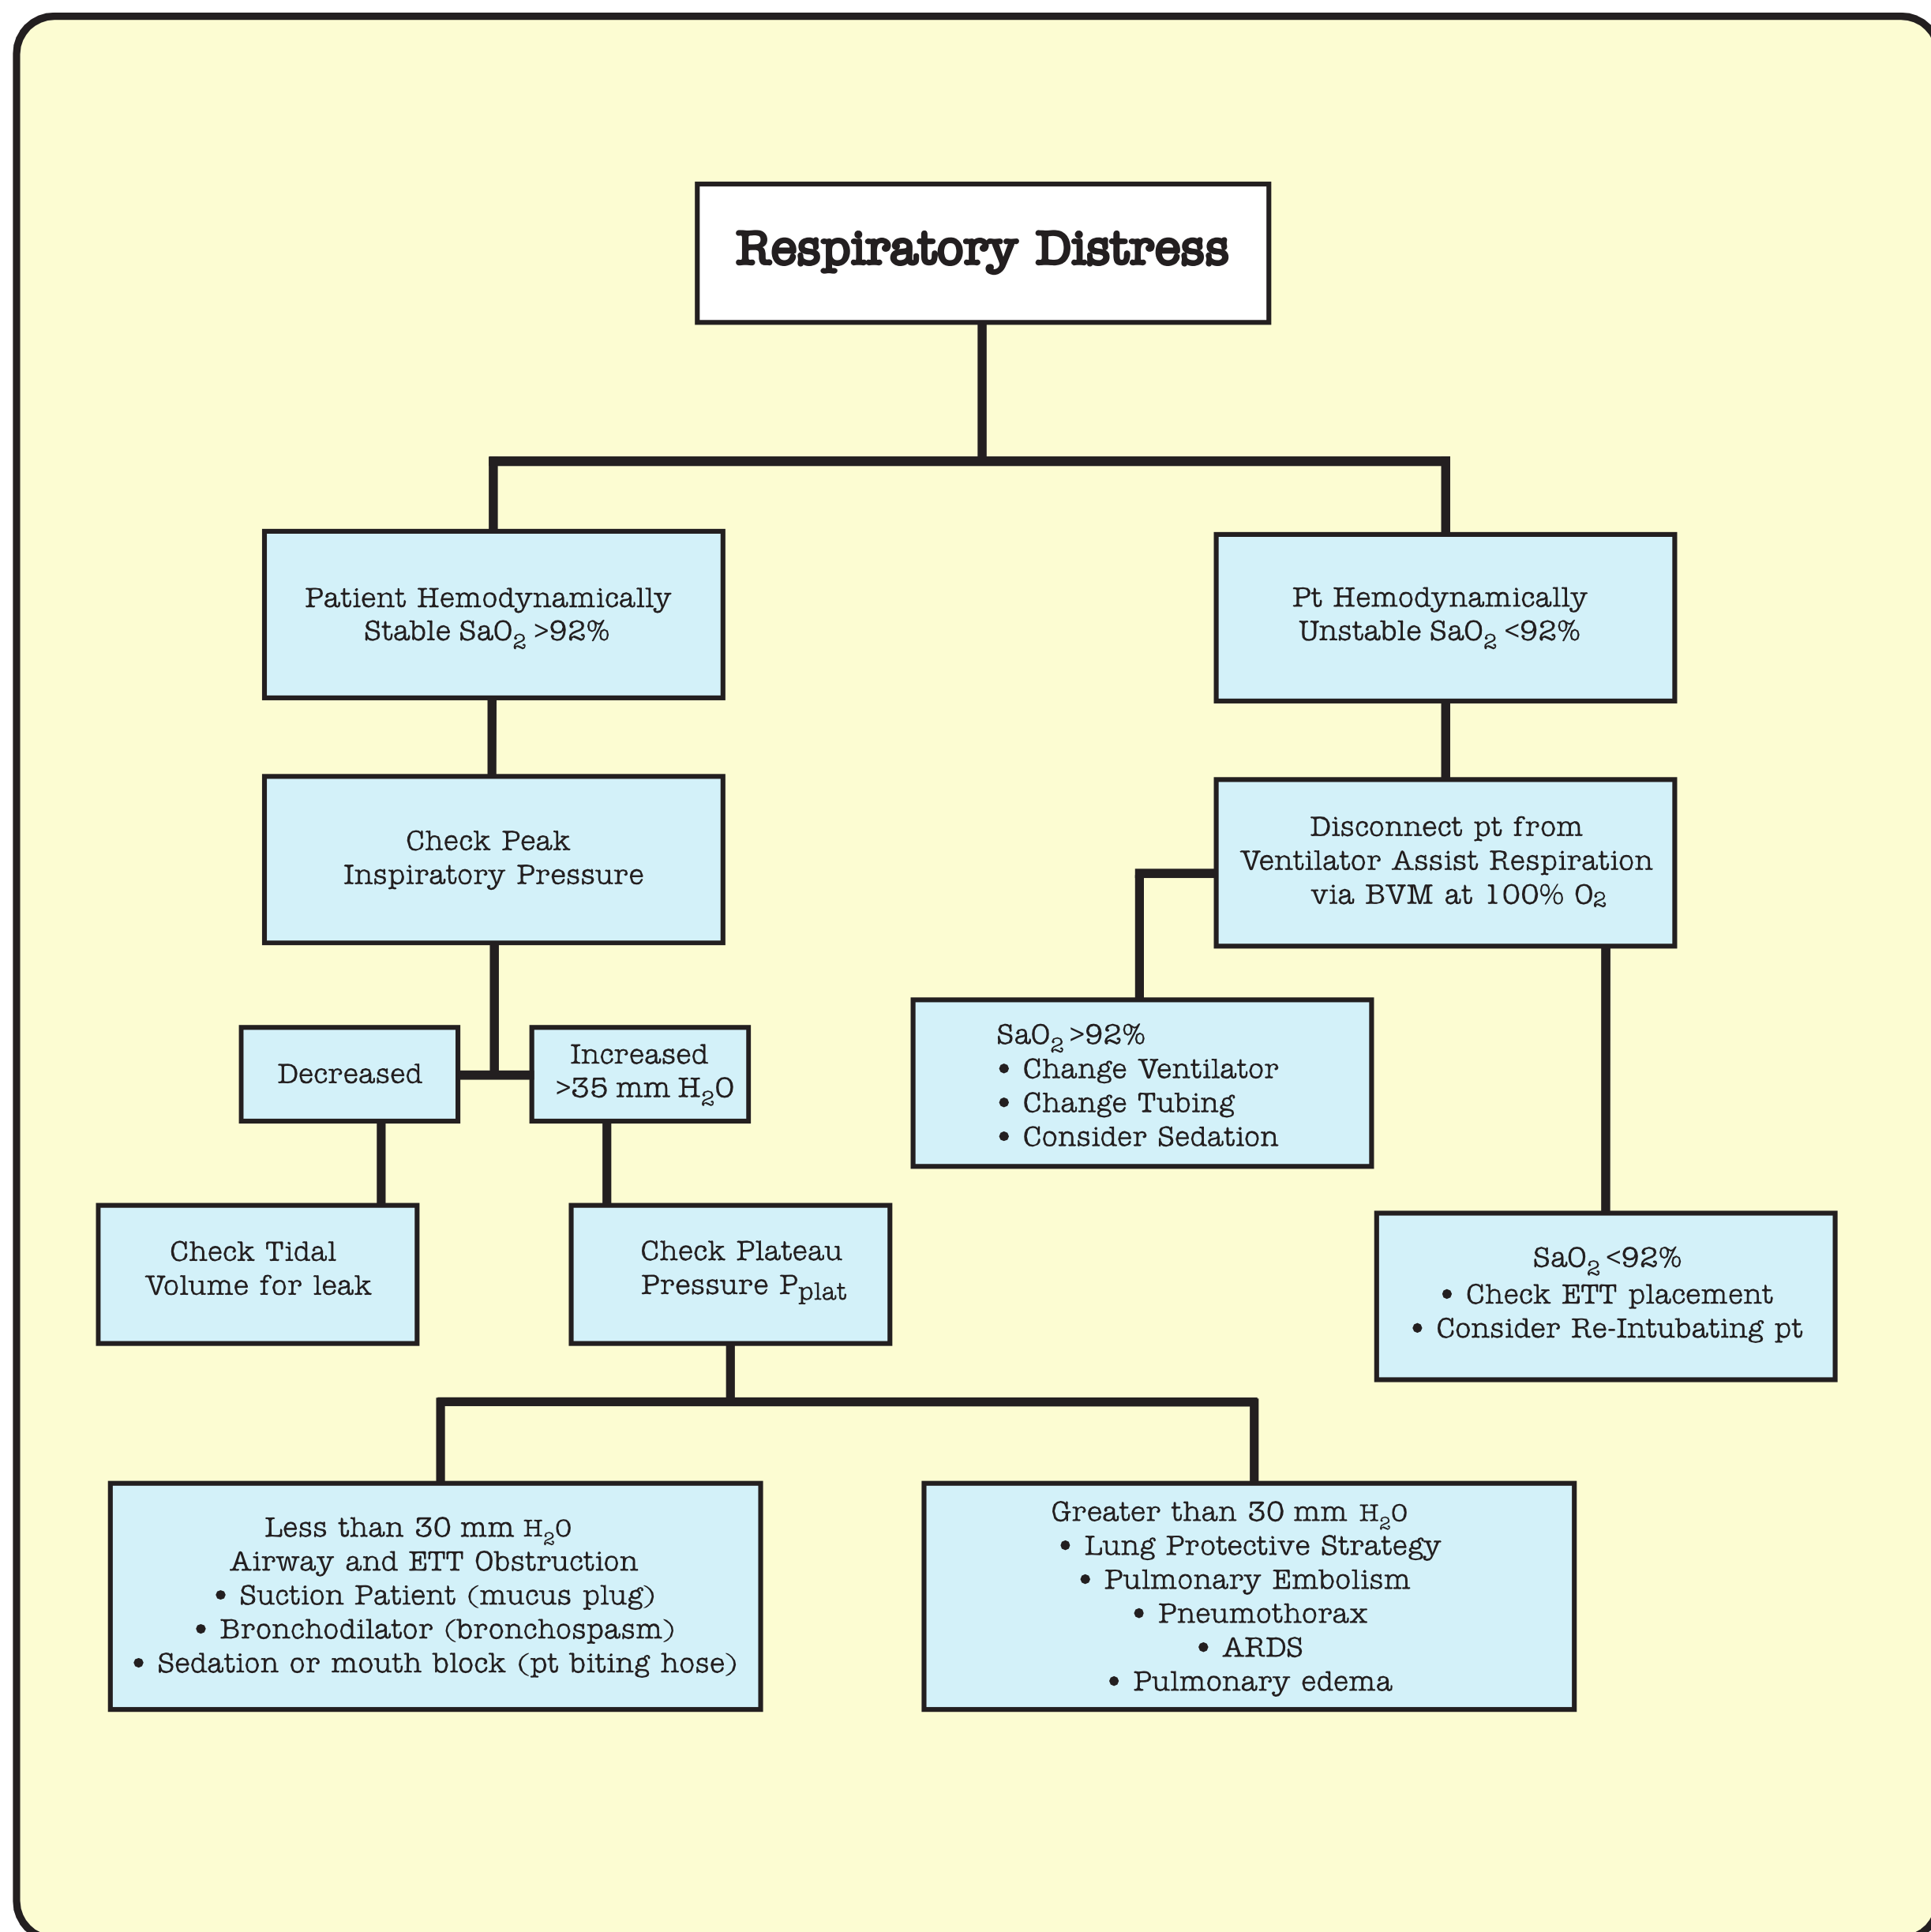 Respiratory Distress
Patient Hemodynamically
Stable SaO₂ >92%
Pt Hemodynamically
Unstable SaO₂ <92%
Check Peak
Inspiratory Pressure
Disconnect pt from
Ventilator Assist Respiration
via BVM at 100% O₂
Decreased
Increased
>35 mm H₂O
SaO₂ >92%
• Change Ventilator
• Change Tubing
• Consider Sedation
Check Tidal
Volume for leak
Check Plateau
Pressure Pplat
SaO₂ <92%
• Check ETT placement
• Consider Re-Intubating pt
Less than 30 mm H₂O
Airway and ETT Obstruction
• Suction Patient (mucus plug)
• Bronchodilator (bronchospasm)
• Sedation or mouth block (pt biting hose)
Greater than 30 mm H₂O
• Lung Protective Strategy
• Pulmonary Embolism
• Pneumothorax
• ARDS
• Pulmonary edema